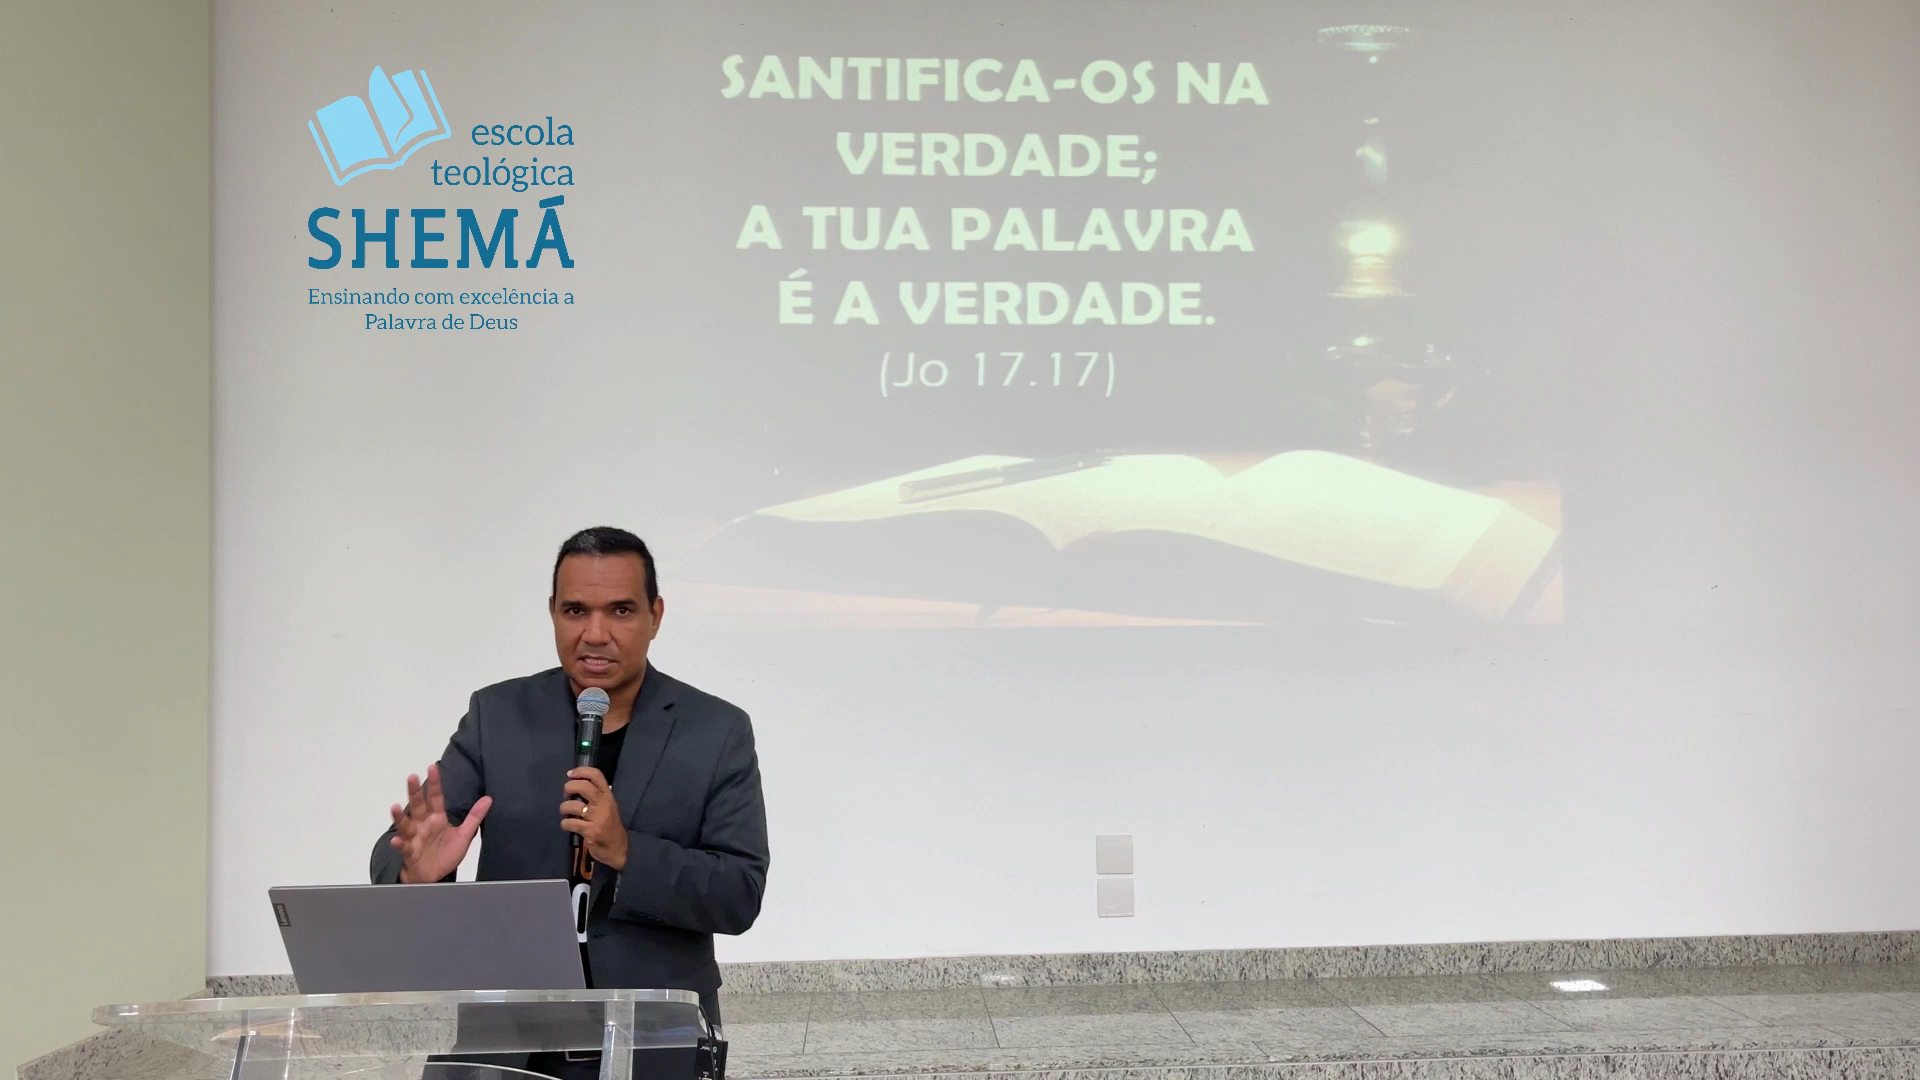 escola
teológica
SHEMÁ
Ensinando com excelência a
Palavra de Deus
SANTIFICA-OS NA
VERDADE;
A TUA PALAVRA
É A VERDADE.
(Jo 17.17)
Lenovo